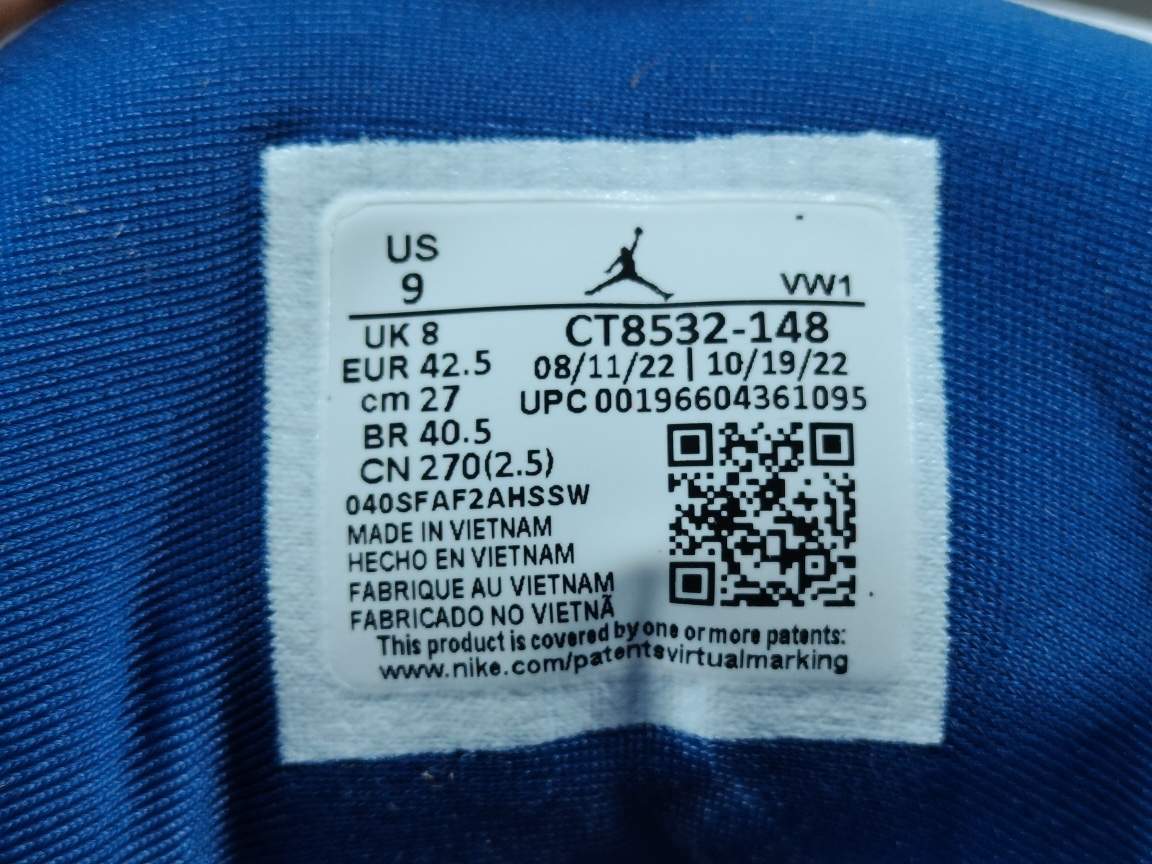 US
9
VW1
UK 8
CT8532-148
EUR 42.5
08/11/22 | 10/19/22
cm 27
UPC 00196604361095
BR 40.5
CN 270(2.5)
040SFAF2AHSSW
MADE IN VIETNAM
HECHO EN VIETNAM
FABRIQUE AU VIETNAM
FABRICADO NO VIETNÃ
This product is covered by one or more patents:
www.nike.com/patentsvirtualmarking